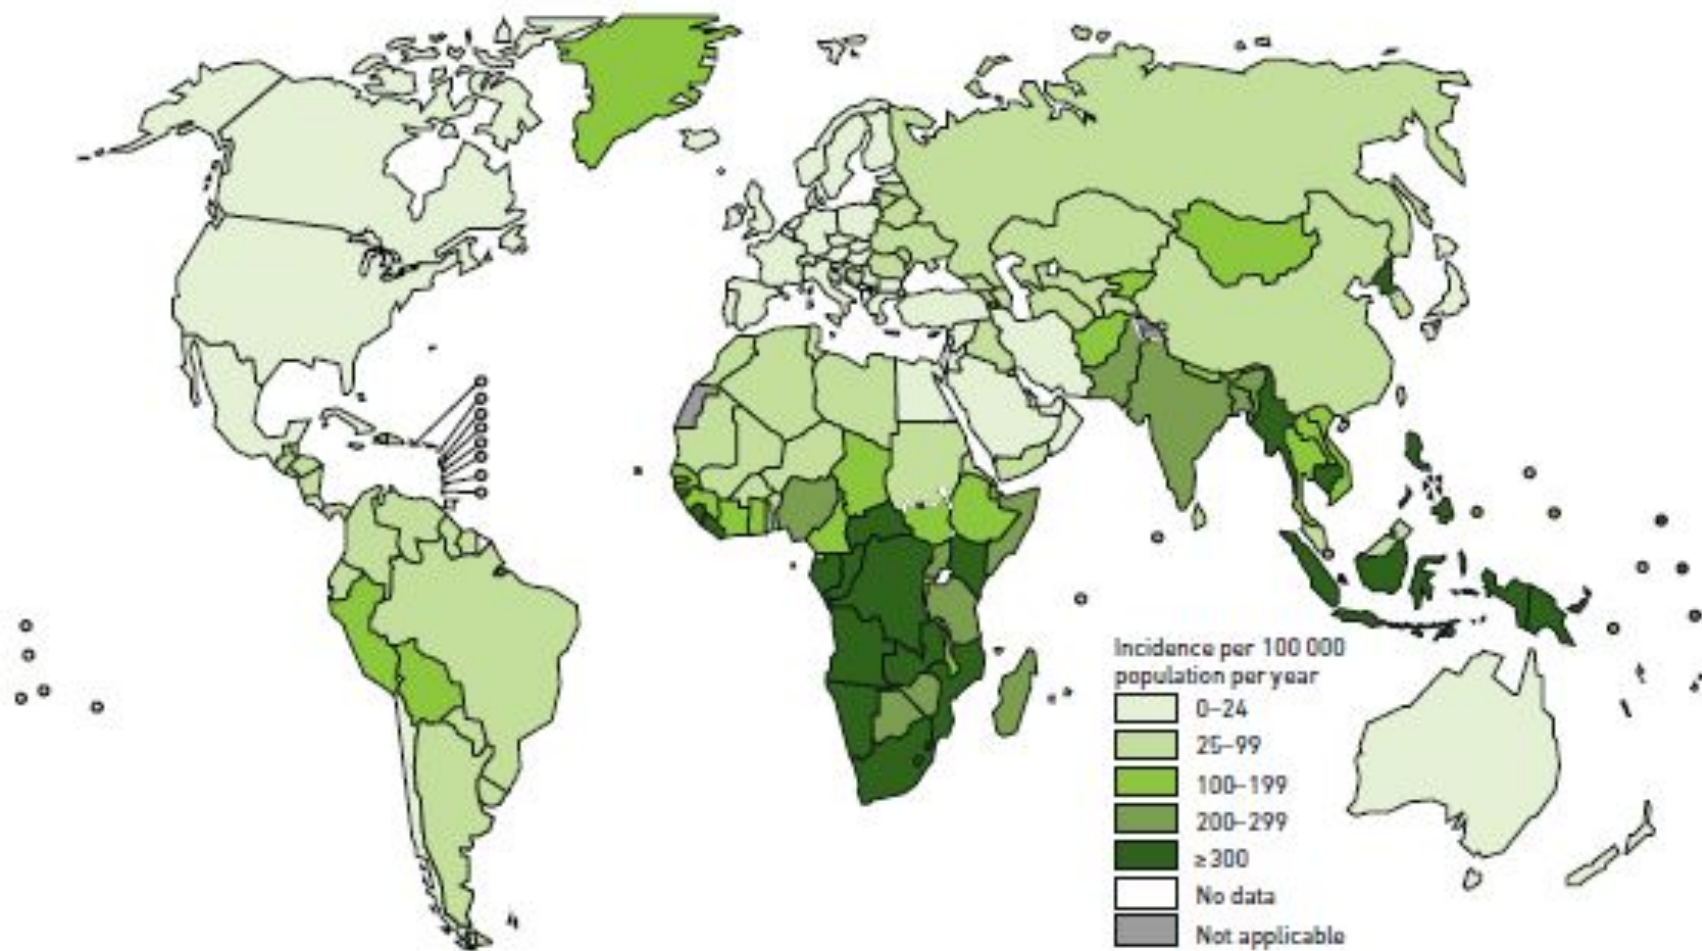 Incidence per 100 000
population per year
0–24
25–99
100–199
200–299
≥ 300
No data
Not applicable